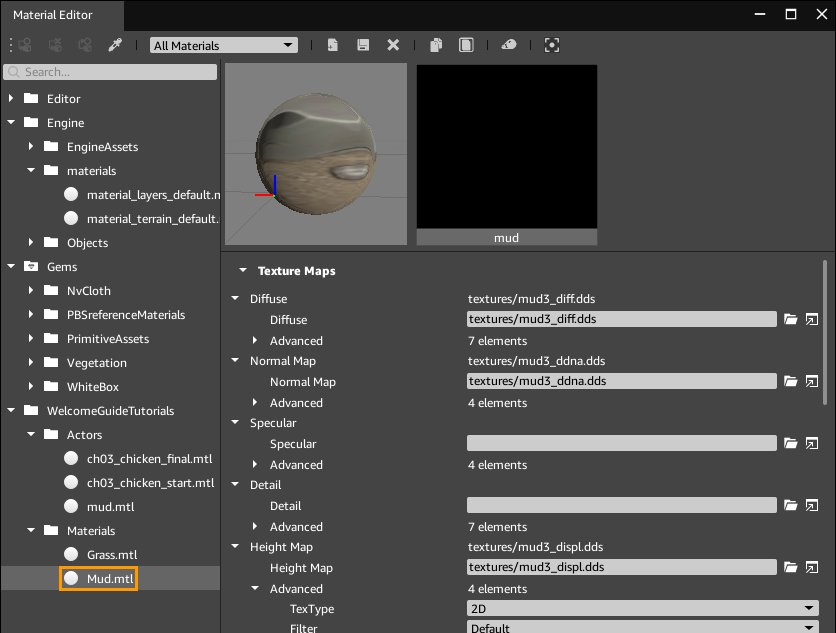 Material Editor
All Materials
Search...
Editor
Engine
EngineAssets
materials
material_layers_default.m
material_terrain_default.
Objects
Gems
NvCloth
PBSreferenceMaterials
PrimitiveAssets
Vegetation
WhiteBox
WelcomeGuideTutorials
Actors
ch03_chicken_final.mtl
ch03_chicken_start.mtl
mud.mtl
Materials
Grass.mtl
Mud.mtl
mud
Texture Maps
Diffuse textures/mud3_diff.dds
Diffuse textures/mud3_diff.dds
Advanced 7 elements
Normal Map textures/mud3_ddna.dds
Normal Map textures/mud3_ddna.dds
Advanced 4 elements
Specular
Specular
Advanced 4 elements
Detail
Detail
Advanced 7 elements
Height Map textures/mud3_displ.dds
Height Map textures/mud3_displ.dds
Advanced 4 elements
TexType 2D
Filter Default